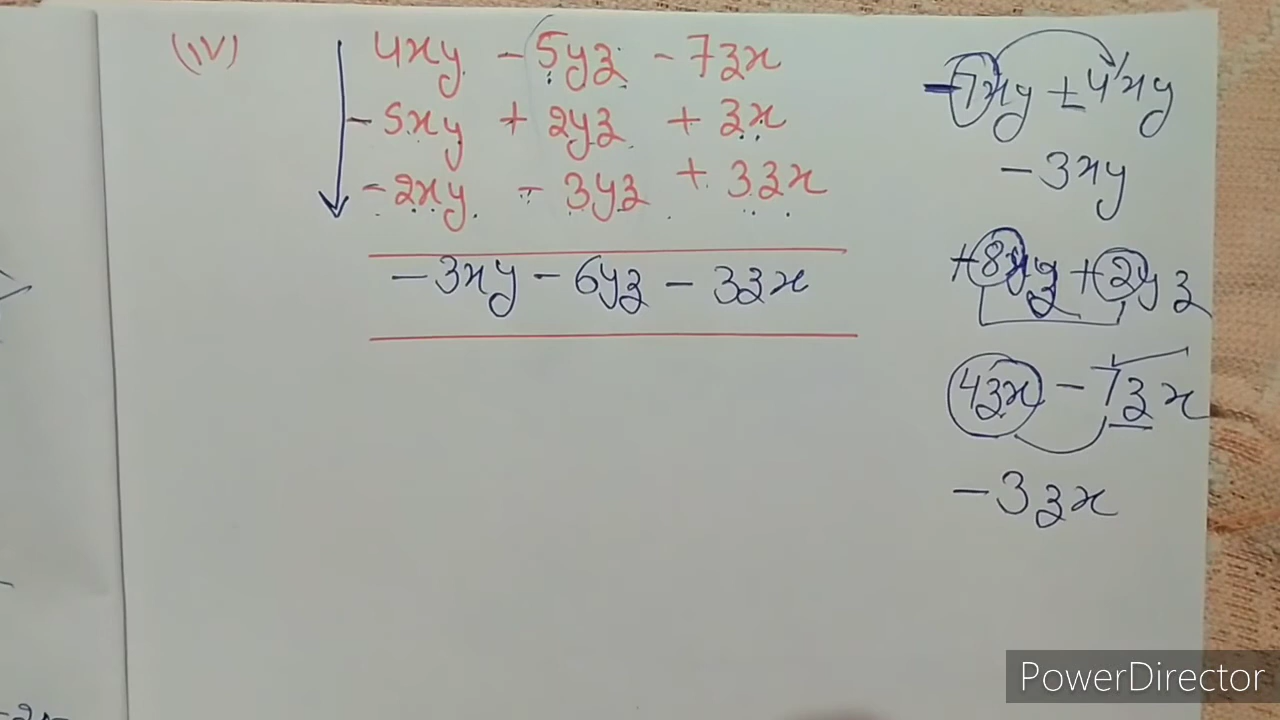 (iv) 4xy - 5yz - 7zx
- 5xy + 2yz + zx
- 2xy - 3yz + 3zx
- 3xy - 6yz - 3zx
- 7xy + 4xy
- 3xy
+ 8yz + 2yz
4zx - 7zx
- 3zx
PowerDirector